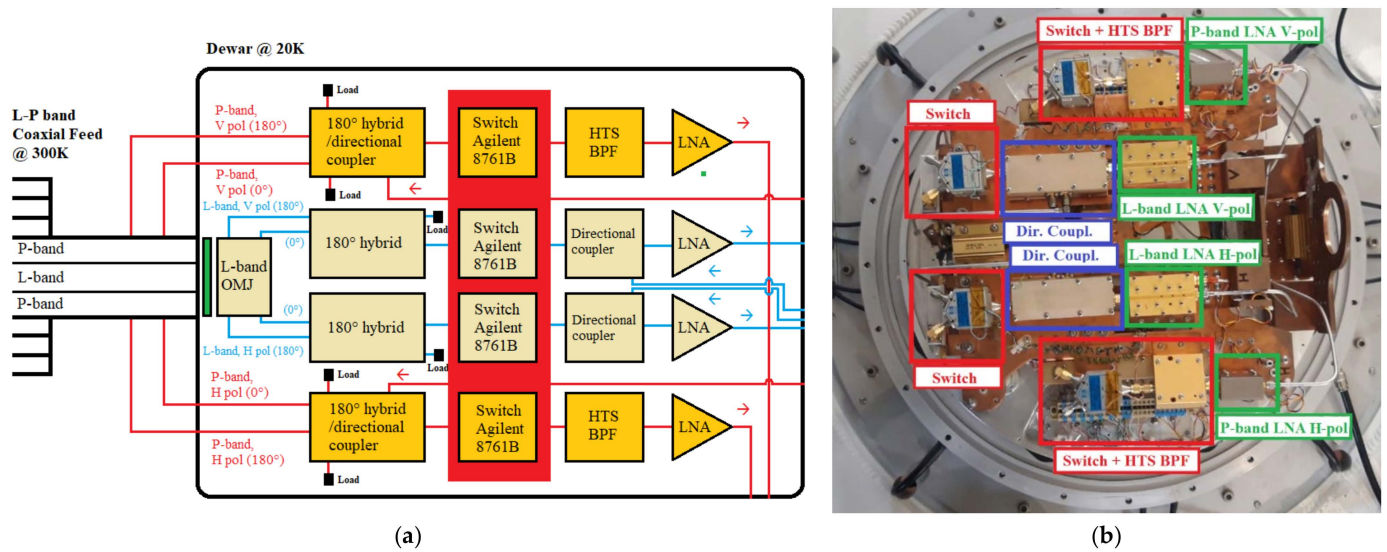 Dewar @ 20K
L-P band
Coaxial Feed
@ 300K
P-band
L-band
P-band
P-band,
V pol (180°)
P-band,
V pol (0°)
L-band, V pol (180°)
(0°)
L-band
OMJ
(0°)
L-band, H pol (180°)
P-band,
H pol (0°)
P-band,
H pol (180°)
Load
180° hybrid
/directional
coupler
Load
Switch
Agilent
8761B
HTS
BPF
LNA
180° hybrid
Load
Switch
Agilent
8761B
Directional
coupler
LNA
180° hybrid
Load
Switch
Agilent
8761B
Directional
coupler
LNA
Load
180° hybrid
/directional
coupler
Load
Switch
Agilent
8761B
HTS
BPF
LNA
(a)
Switch + HTS BPF
P-band LNA V-pol
Switch
L-band LNA V-pol
Dir. Coupl.
Dir. Coupl.
L-band LNA H-pol
Switch
P-band LNA H-pol
Switch + HTS BPF
V
H
(b)